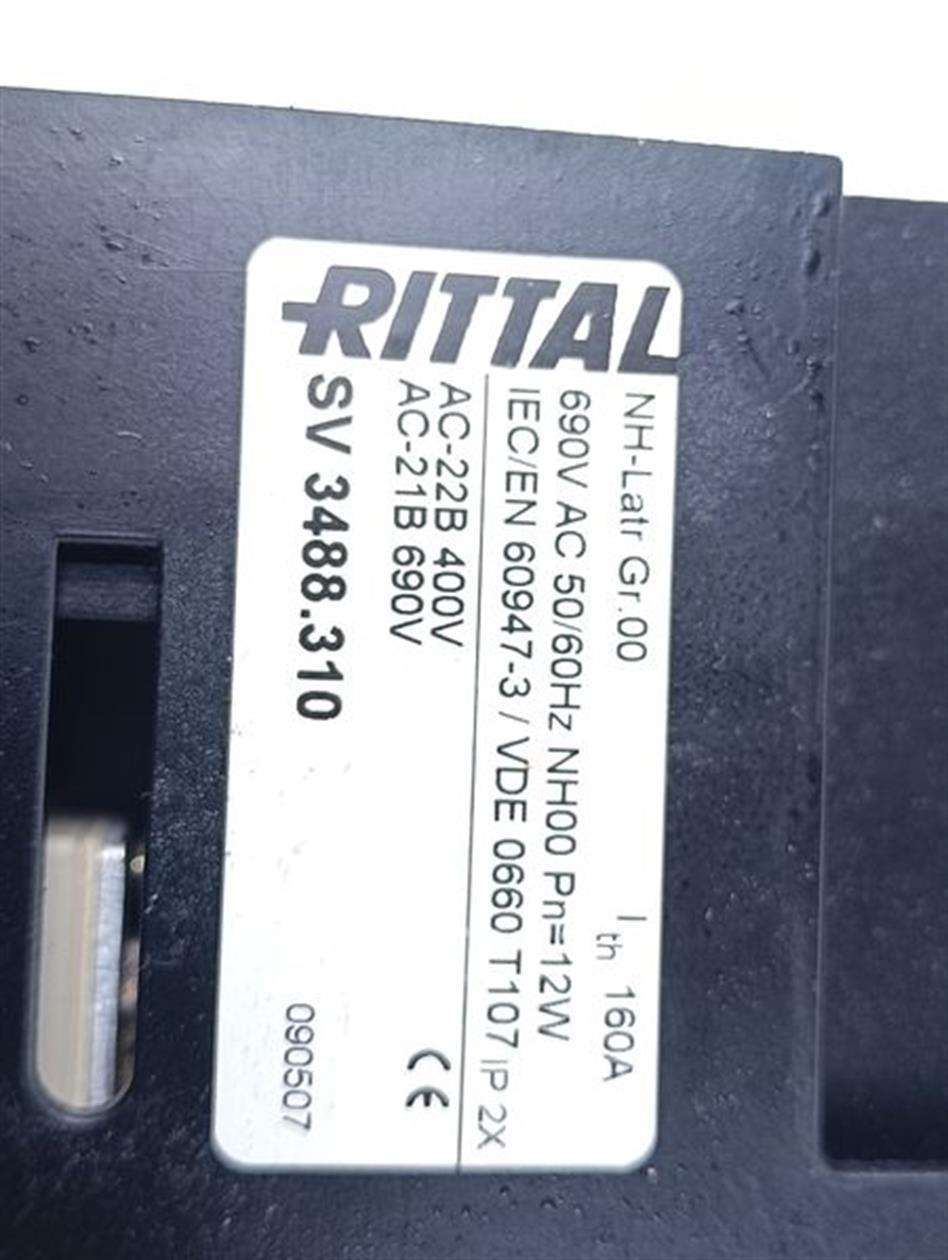 RITTAL
NH-Latr Gr.00 Ith 160A
690V AC 50/60Hz NH00 Pn=12W
IEC/EN 60947-3 / VDE 0660 T107 IP 2X
AC-22B 400V
AC-21B 690V
CE
SV 3488.310
090507